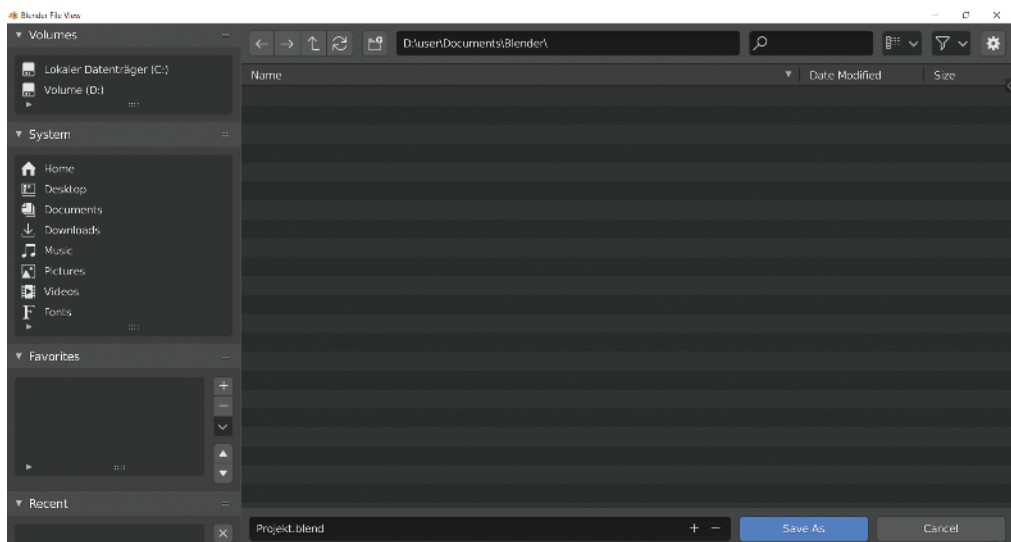 Blender File View
Volumes
Lokaler Datenträger (C:)
Volume (D:)
System
Home
Desktop
Documents
Downloads
Music
Pictures
Videos
Fonts
Favorites
Recent
D:\user\Documents\Blender\
Name Date Modified Size
Projekt.blend
Save As
Cancel